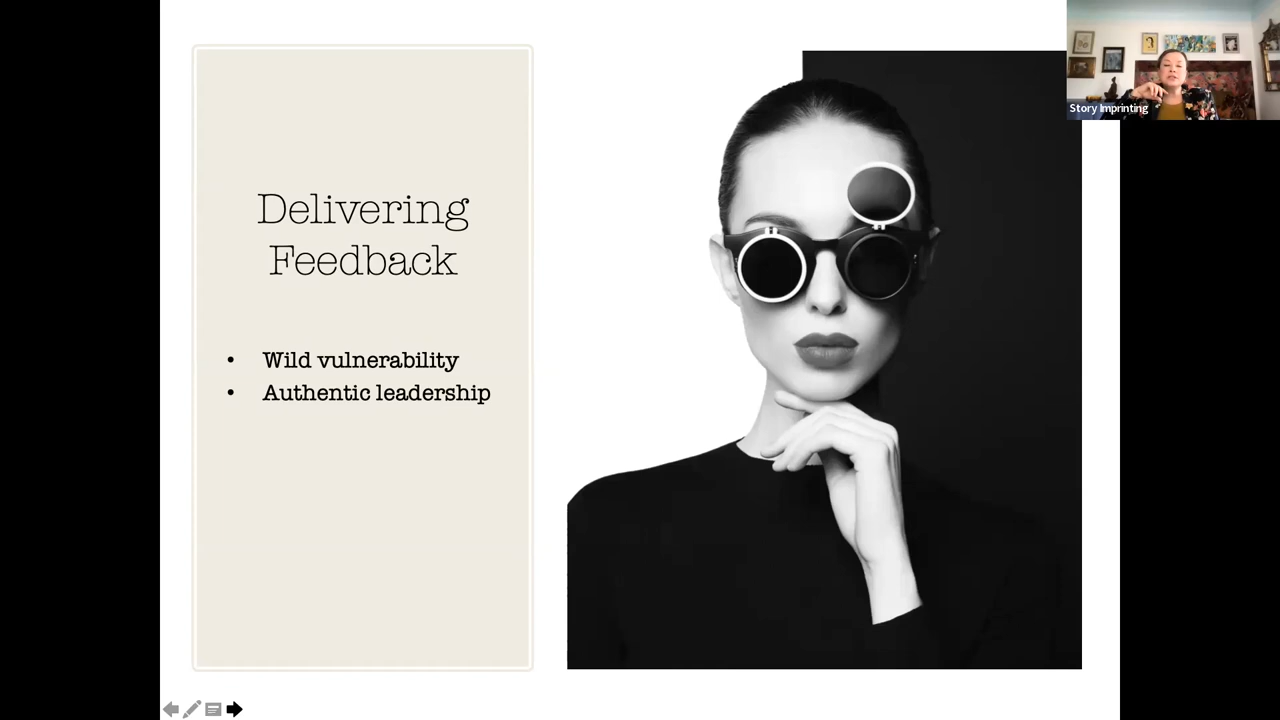 Delivering
Feedback
• Wild vulnerability
• Authentic leadership
Story Imprinting